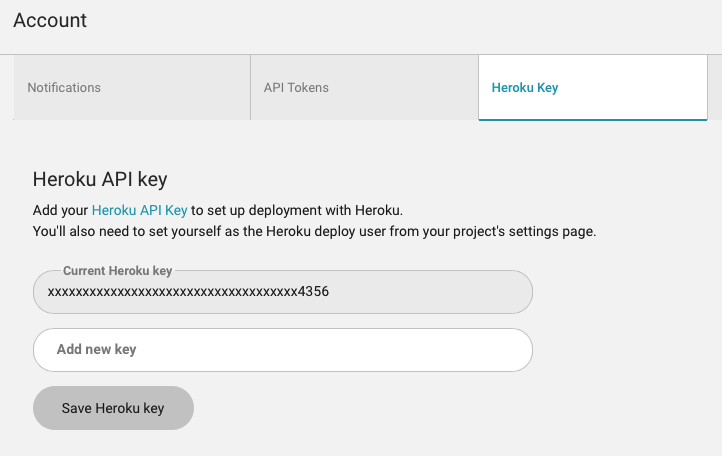 Account
Notifications
API Tokens
Heroku Key
Heroku API key
Add your Heroku API Key to set up deployment with Heroku.
You'll also need to set yourself as the Heroku deploy user from your project's settings page.
Current Heroku key
xxxxxxxxxxxxxxxxxxxxxxxxxxxxxxxxxxxx4356
Add new key
Save Heroku key